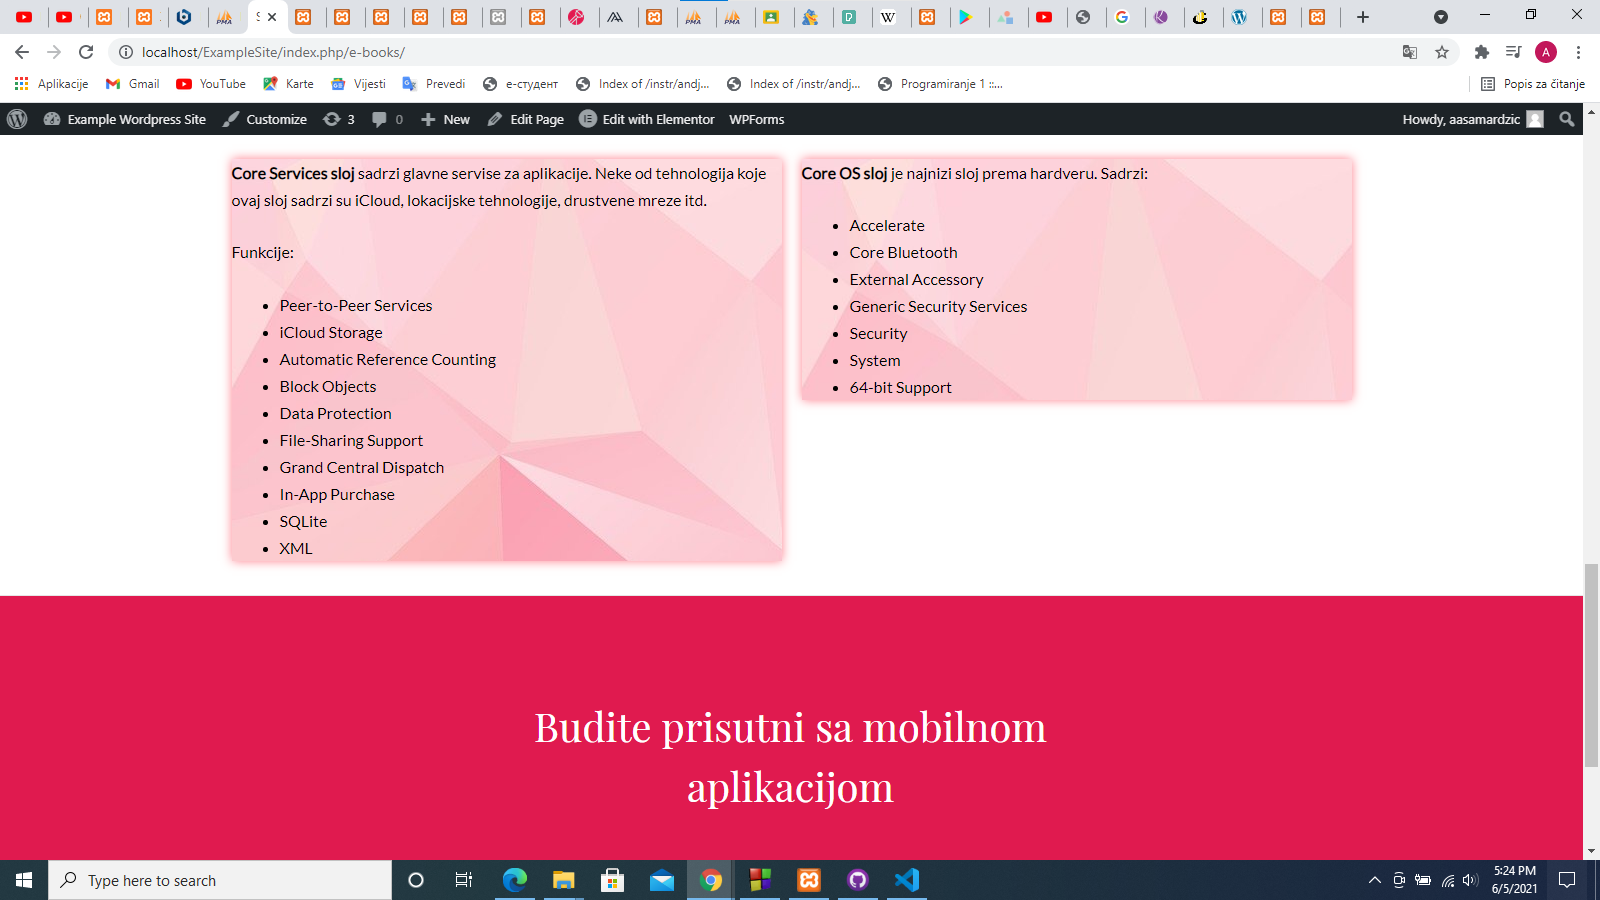 S
localhost/ExampleSite/index.php/e-books/
A
Aplikacije
Gmail
YouTube
Karte
Vijesti
Prevedi
е-студент
Index of /instr/andj...
Index of /instr/andj...
Programiranje 1 ::...
Popis za čitanje
Example Wordpress Site
Customize
3
0
New
Edit Page
Edit with Elementor
WPForms
Howdy, aasamardzic
Core Services sloj sadrzi glavne servise za aplikacije. Neke od tehnologija koje
ovaj sloj sadrzi su iCloud, lokacijske tehnologije, drustvene mreze itd.
Funkcije:
Peer-to-Peer Services
iCloud Storage
Automatic Reference Counting
Block Objects
Data Protection
File-Sharing Support
Grand Central Dispatch
In-App Purchase
SQLite
XML
Core OS sloj je najnizi sloj prema hardveru. Sadrzi:
Accelerate
Core Bluetooth
External Accessory
Generic Security Services
Security
System
64-bit Support
Budite prisutni sa mobilnom
aplikacijom
Type here to search
5:24 PM
6/5/2021